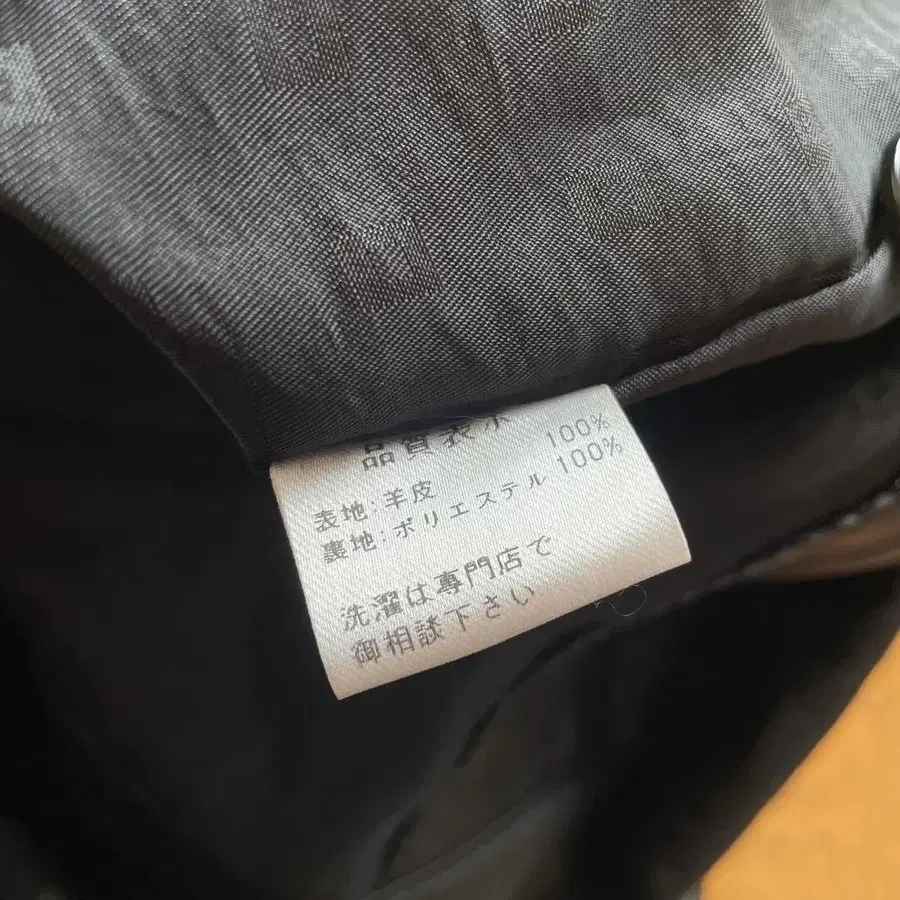 品質表示
表地:羊皮 100%
裏地:ポリエステル 100%
洗濯は専門店で
御相談下さい